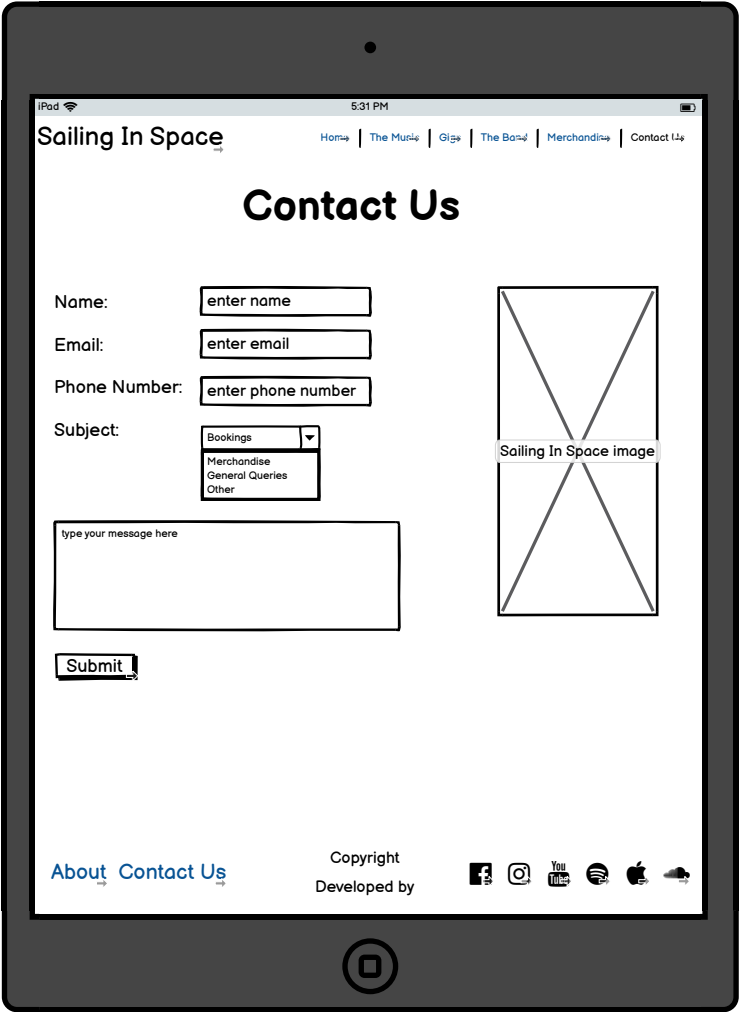 iPad 5:31 PM
Sailing In Space Home The Music Gigs The Band Merchandise Contact Us
Contact Us
Name: enter name
Email: enter email
Phone Number: enter phone number
Subject: Bookings
Merchandise
General Queries
Other
Sailing In Space image
type your message here
Submit
About Contact Us
Copyright
Developed by
You
Tube